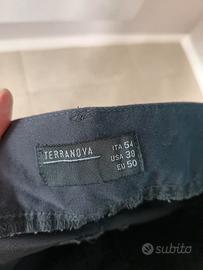 TERRANOVA
ITA 54
USA 38
EU 50
subito